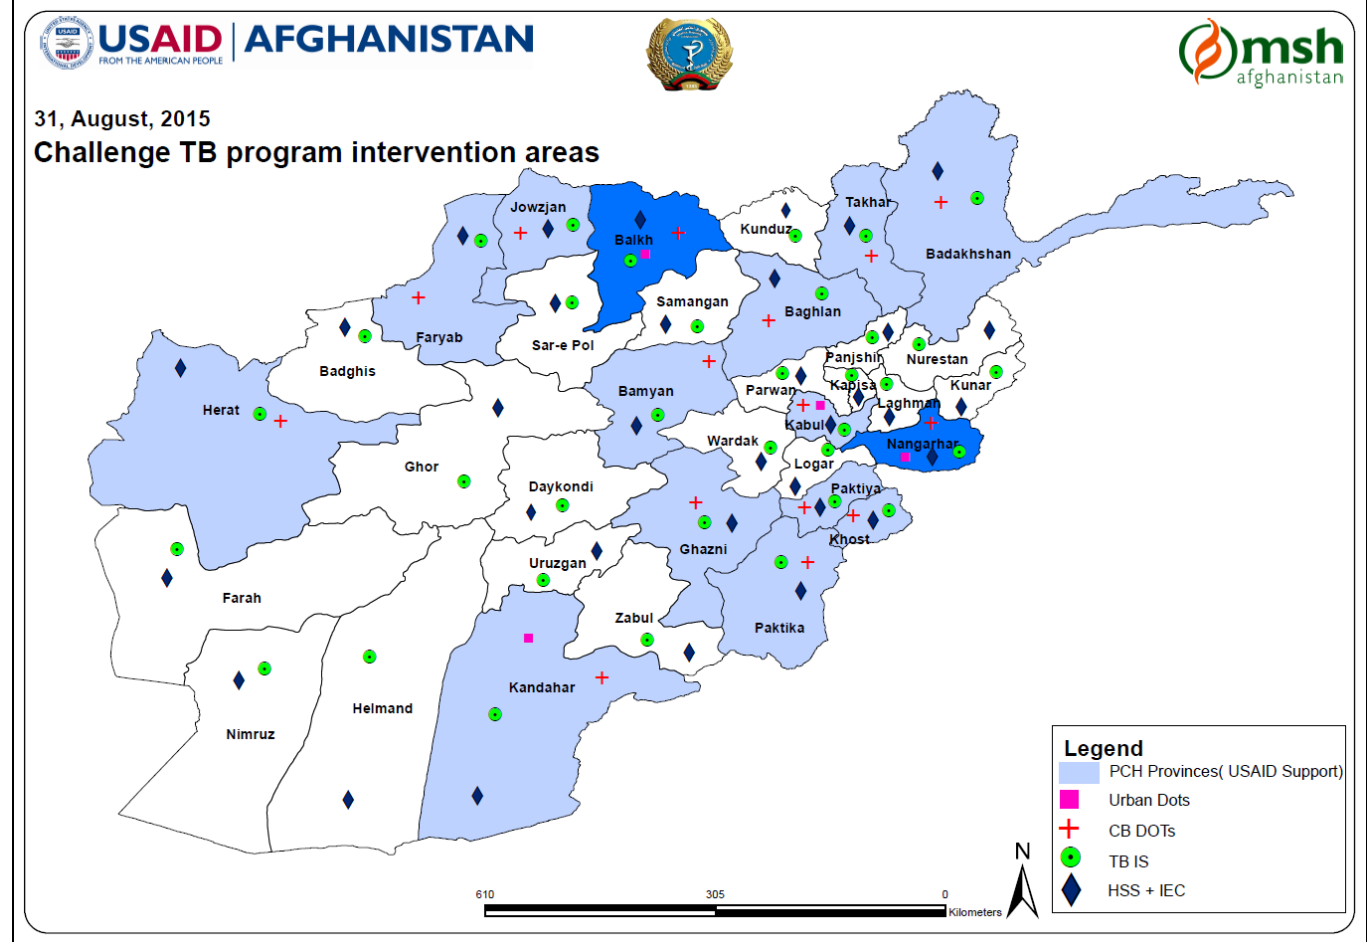 USAID AFGHANISTAN
FROM THE AMERICAN PEOPLE
USAID
msh
afghanistan
31, August, 2015
Challenge TB program intervention areas
Jowzjan
Balkh
Kunduz
Takhar
Badakhshan
Faryab
Sar-e Pol
Samangan
Baghlan
Badghis
Panjshir
Nurestan
Herat
Bamyan
Parwan
Kapisa
Kunar
Laghman
Kabul
Nangarhar
Ghor
Wardak
Logar
Daykondi
Paktiya
Khost
Ghazni
Uruzgan
Farah
Zabul
Paktika
Kandahar
Helmand
Nimruz
Legend
PCH Provinces( USAID Support)
Urban Dots
CB DOTs
TB IS
HSS + IEC
N
610 305 0
Kilometers